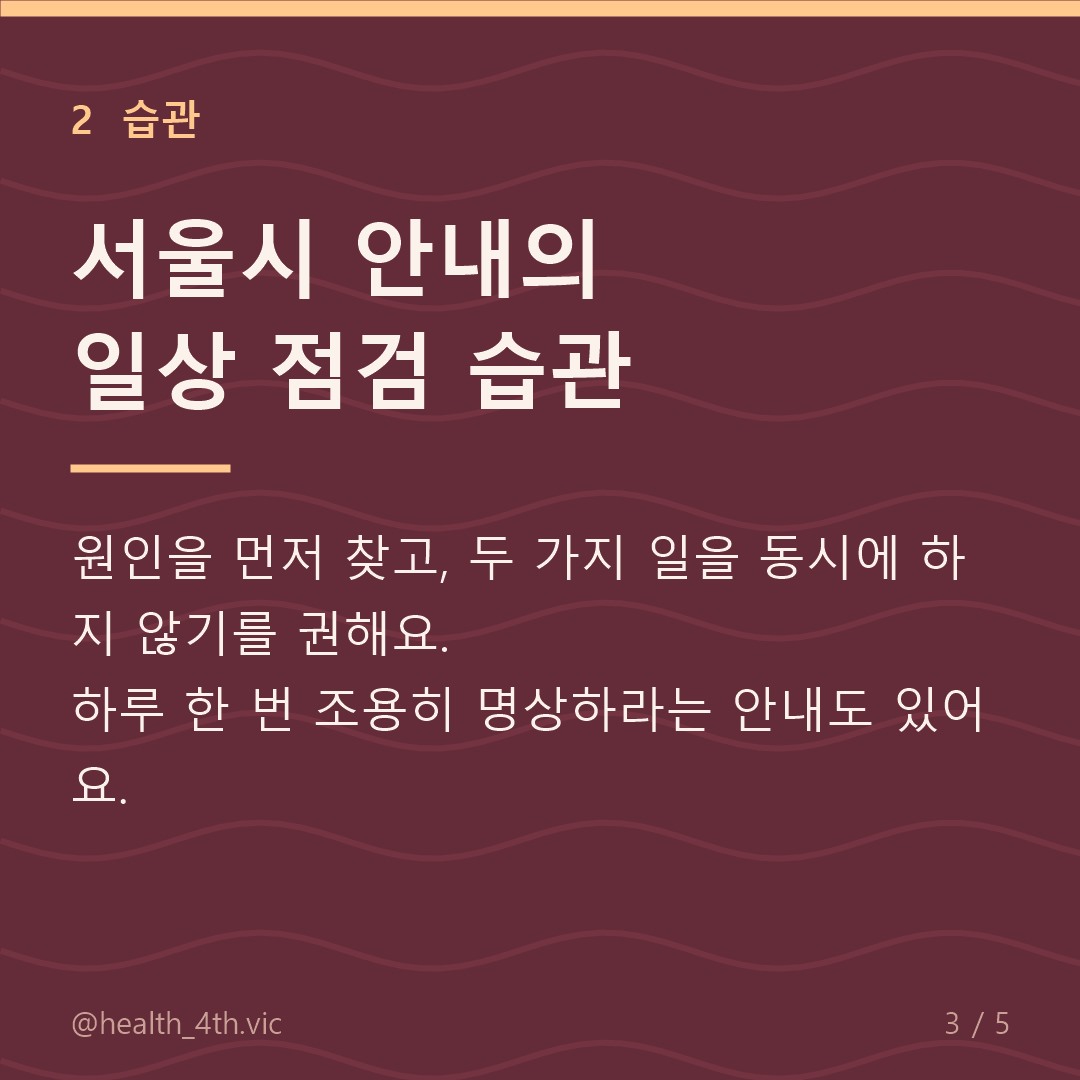 2 습관
서울시 안내의
일상 점검 습관
원인을 먼저 찾고, 두 가지 일을 동시에 하
지 않기를 권해요.
하루 한 번 조용히 명상하라는 안내도 있어
요.
@health_4th.vic
3 / 5